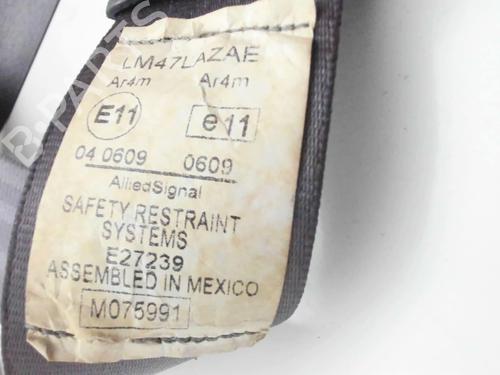 LM47LAZAE
Ar4m Ar4m
E11 e11
04 0609 0609
AlliedSignal
SAFETY RESTRAINT
SYSTEMS
E27239
ASSEMBLED IN MEXICO
M075991
B-PARTS